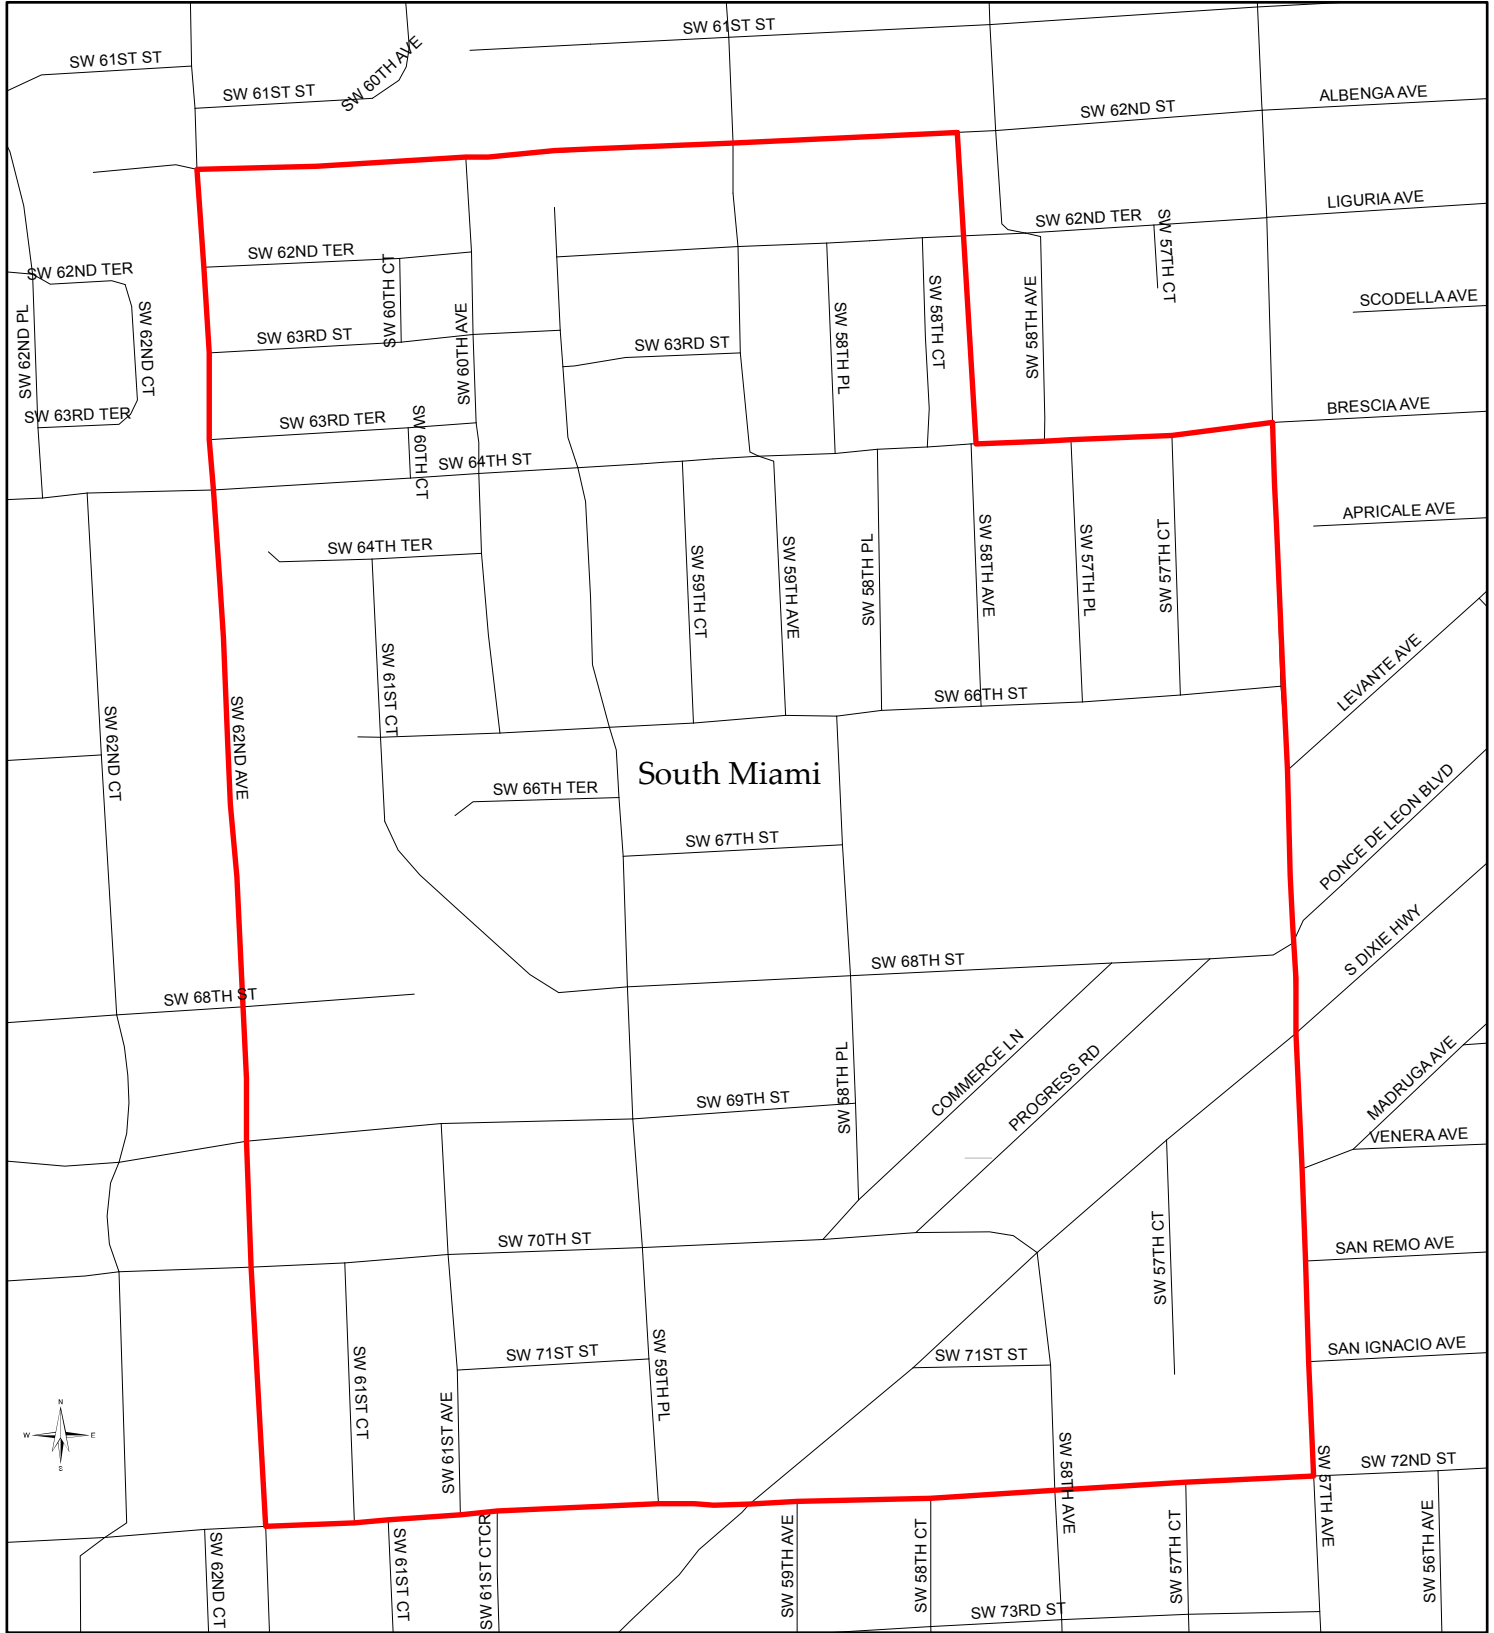 SW 61ST ST
SW 61ST ST
SW 60TH AVE
SW 61ST ST
SW 62ND ST
ALBENGA AVE
LIGURIA AVE
SW 62ND TER
SW 57TH CT
SW 62ND TER
SW 60TH CT
SW 62ND TER
SW 62ND PL
SW 62ND CT
SW 63RD TER
SW 63RD ST
SW 60TH AVE
SW 63RD ST
SW 58TH PL
SW 58TH CT
SW 58TH AVE
SCODELLA AVE
BRESCIA AVE
SW 63RD TER
SW 60TH CT
SW 64TH ST
APRICALE AVE
SW 64TH TER
SW 59TH CT
SW 59TH AVE
SW 58TH PL
SW 58TH AVE
SW 57TH PL
SW 57TH CT
SW 61ST CT
SW 62ND CT
SW 62ND AVE
SW 66TH ST
LEVANTE AVE
South Miami
SW 66TH TER
SW 67TH ST
PONCE DE LEON BLVD
S DIXIE HWY
SW 68TH ST
SW 68TH ST
COMMERCE LN
PROGRESS RD
SW 58TH PL
SW 69TH ST
MADRUGA AVE
VENERA AVE
SW 70TH ST
SW 57TH CT
SAN REMO AVE
SAN IGNACIO AVE
SW 71ST ST
SW 71ST ST
SW 59TH PL
SW 61ST CT
SW 61ST AVE
N
W
E
S
SW 58TH AVE
SW 57TH AVE
SW 72ND ST
SW 62ND CT
SW 61ST CT
SW 61ST CTCR
SW 59TH AVE
SW 58TH CT
SW 57TH CT
SW 56TH AVE
SW 73RD ST